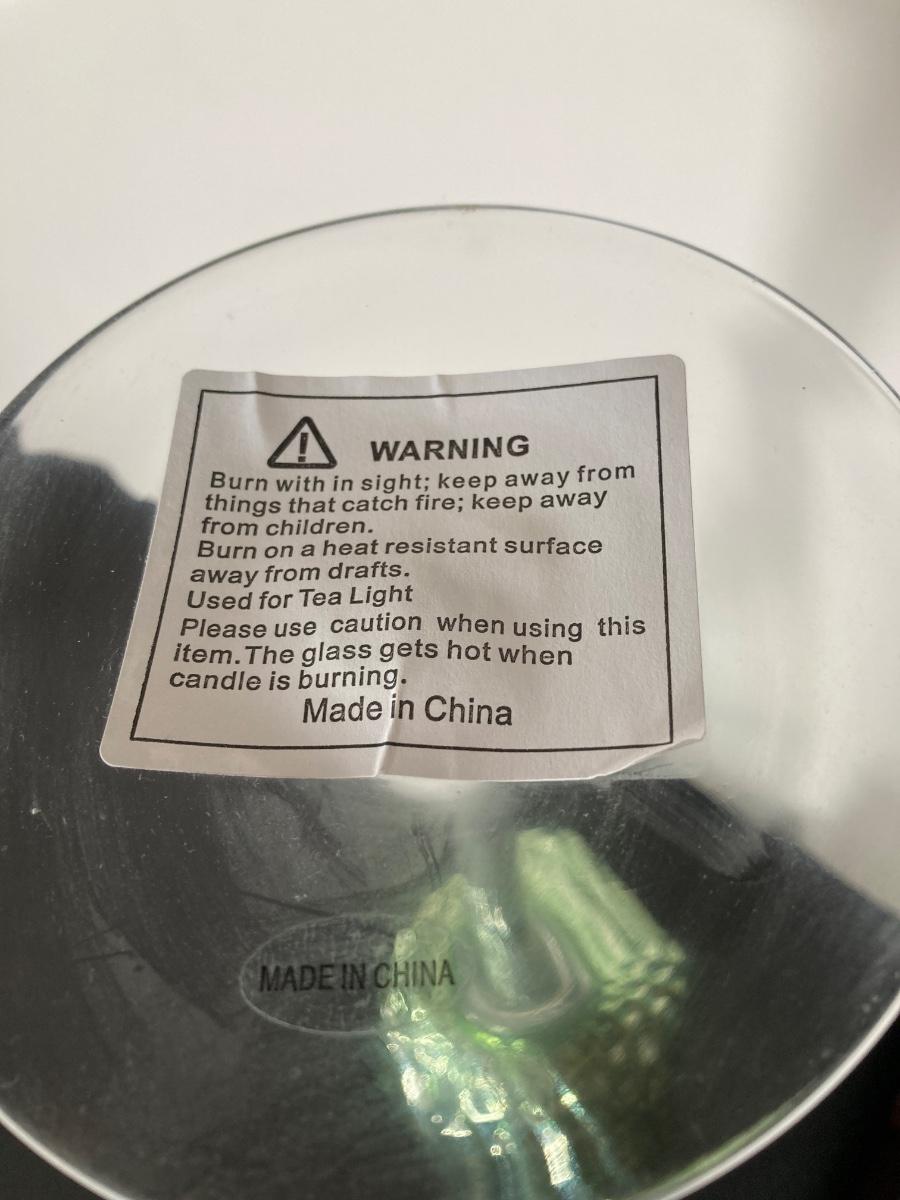 WARNING
Burn with in sight; keep away from
things that catch fire; keep away
from children.
Burn on a heat resistant surface
away from drafts.
Used for Tea Light
Please use caution when using this
item.The glass gets hot when
candle is burning.
Made in China
MADE IN CHINA